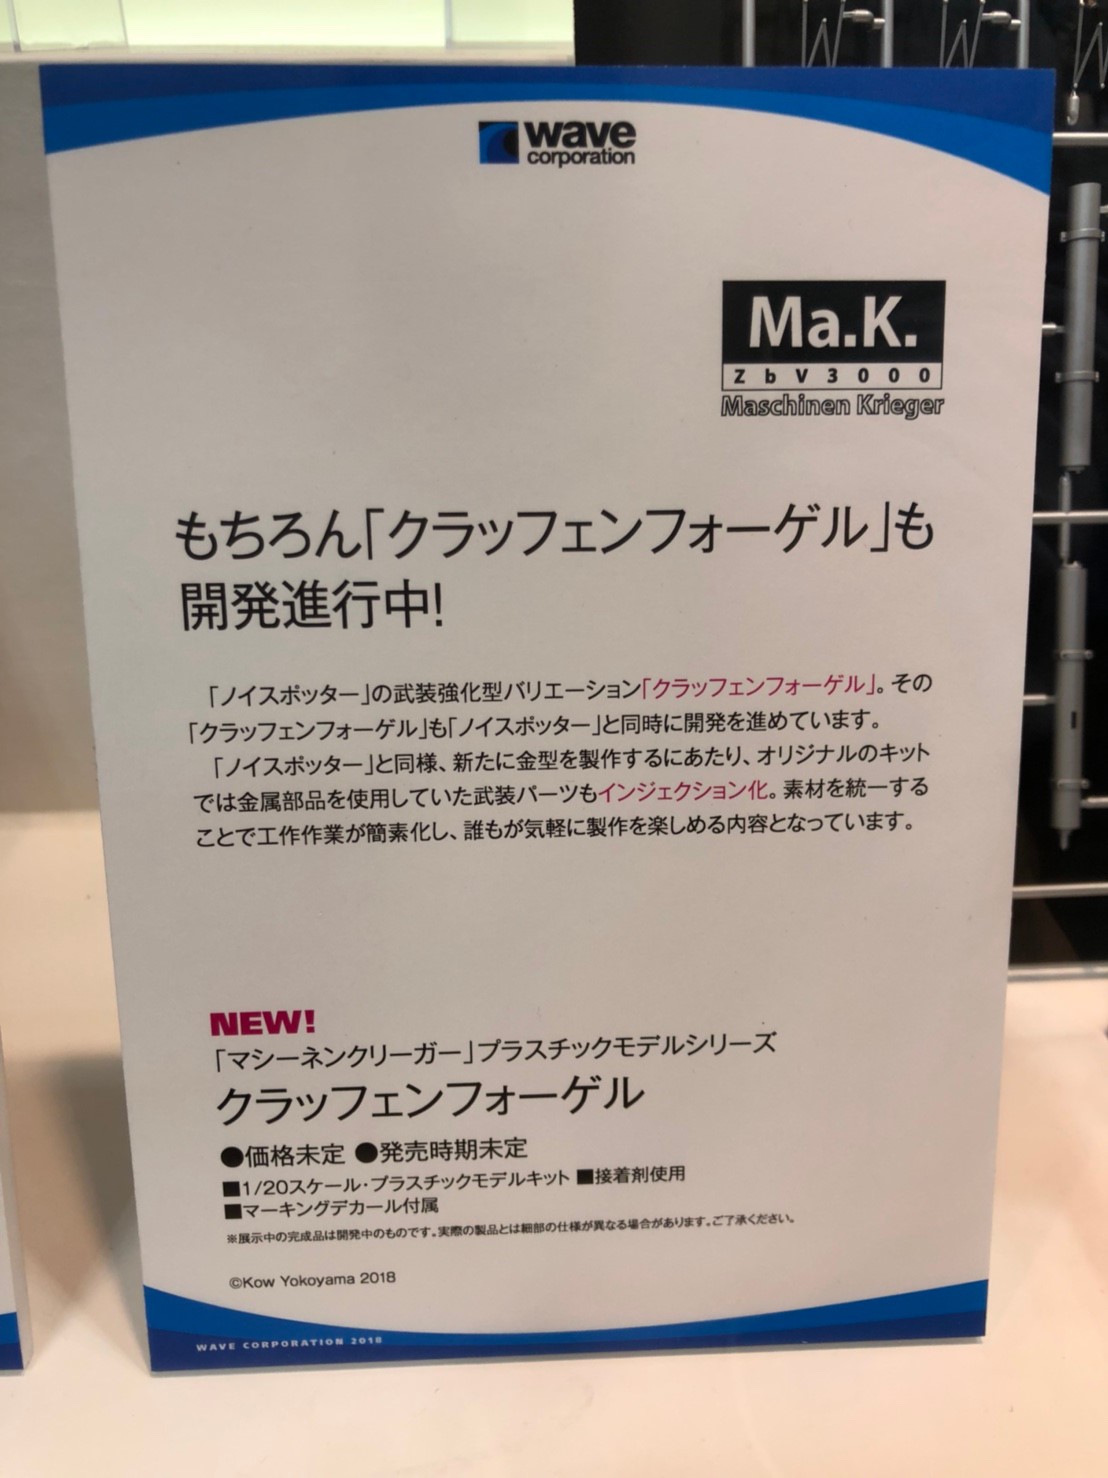 wave
corporation
Ma.K.
ZbV3000
Maschinen Krieger
もちろん「クラッフェンフォーゲル」も
開発進行中!
「ノイスポッター」の武装強化型バリエーション「クラッフェンフォーゲル」。その
「クラッフェンフォーゲル」も「ノイスポッター」と同時に開発を進めています。
「ノイスポッター」と同様、新たに金型を製作するにあたり、オリジナルのキット
では金属部品を使用していた武装パーツもインジェクション化。素材を統一する
ことで工作作業が簡素化し、誰もが気軽に製作を楽しめる内容となっています。
NEW!
「マシーネンクリーガー」プラスチックモデルシリーズ
クラッフェンフォーゲル
●価格未定 ●発売時期未定
■1/20スケール・プラスチックモデルキット ■接着剤使用
■マーキングデカール付属
※展示中の完成品は開発中のものです。実際の製品とは細部の仕様が異なる場合があります。ご了承ください。
©Kow Yokoyama 2018
WAVE CORPORATION 2018